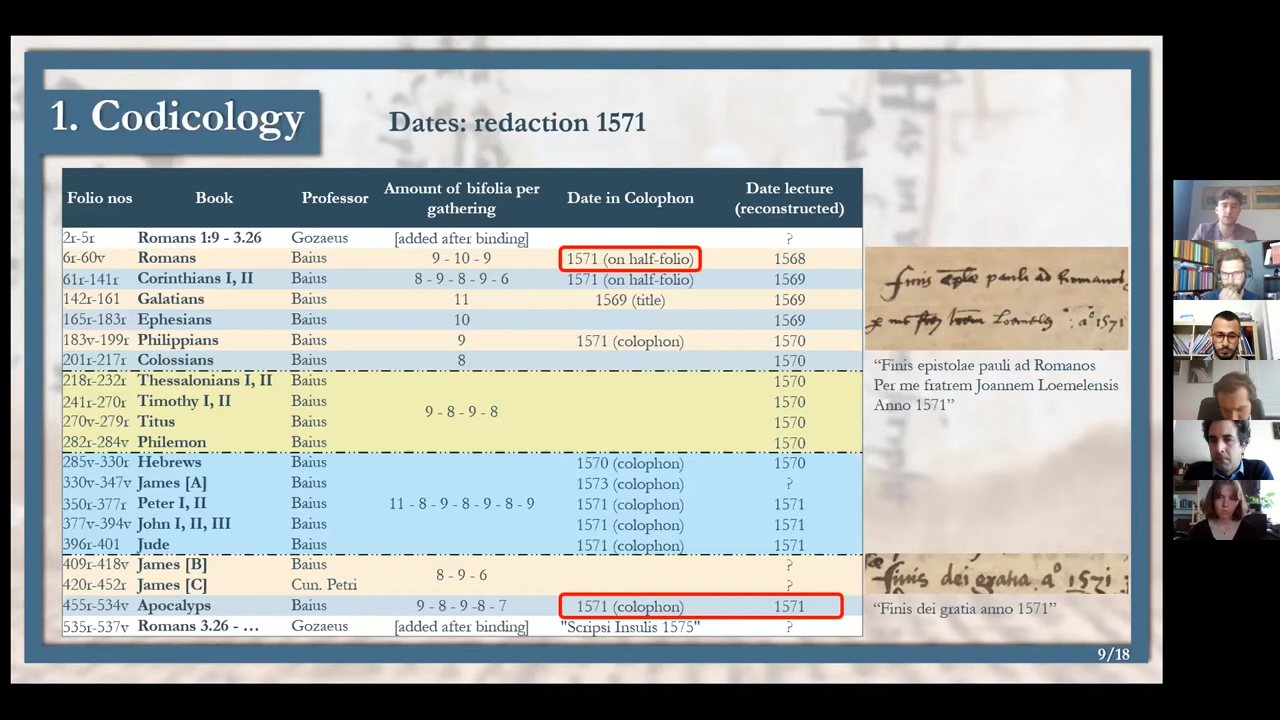 1. Codicology
Dates: redaction 1571
Folio nos Book Professor Amount of bifolia per gathering Date in Colophon Date lecture (reconstructed)
2r-5r Romans 1:9 - 3.26 Gozaeus [added after binding] ?
6r-60v Romans Baius 9 - 10 - 9 1571 (on half-folio) 1568
61r-141r Corinthians I, II Baius 8 - 9 - 8 - 9 - 6 1571 (on half-folio) 1569
142r-161 Galatians Baius 11 1569 (title) 1569
165r-183r Ephesians Baius 10 1569
183v-199r Philippians Baius 9 1571 (colophon) 1570
201r-217r Colossians Baius 8 1570
218r-232r Thessalonians I, II Baius 1570
241r-270r Timothy I, II Baius 1570
9 - 8 - 9 - 8
270v-279r Titus Baius 1570
282r-284v Philemon Baius 1570
285v-330r Hebrews Baius 1570 (colophon) 1570
330v-347v James [A] Baius 1573 (colophon) ?
350r-377r Peter I, II Baius 11 - 8 - 9 - 8 - 9 - 8 - 9 1571 (colophon) 1571
377v-394v John I, II, III Baius 1571 (colophon) 1571
396r-401 Jude Baius 1571 (colophon) 1571
409r-418v James [B] Baius ?
8 - 9 - 6
420r-452r James [C] Cun. Petri ?
455r-534v Apocalyps Baius 9 - 8 - 9 -8 - 7 1571 (colophon) 1571
535r-537v Romans 3.26 - ... Gozaeus [added after binding] "Scripsi Insulis 1575" ?
finis eplae pauli ad Romanos
1571
“Finis epistolae pauli ad Romanos
Per me fratrem Joannem Loemelensis
Anno 1571”
finis dei gratia aº 1571
“Finis dei gratia anno 1571”
9/18